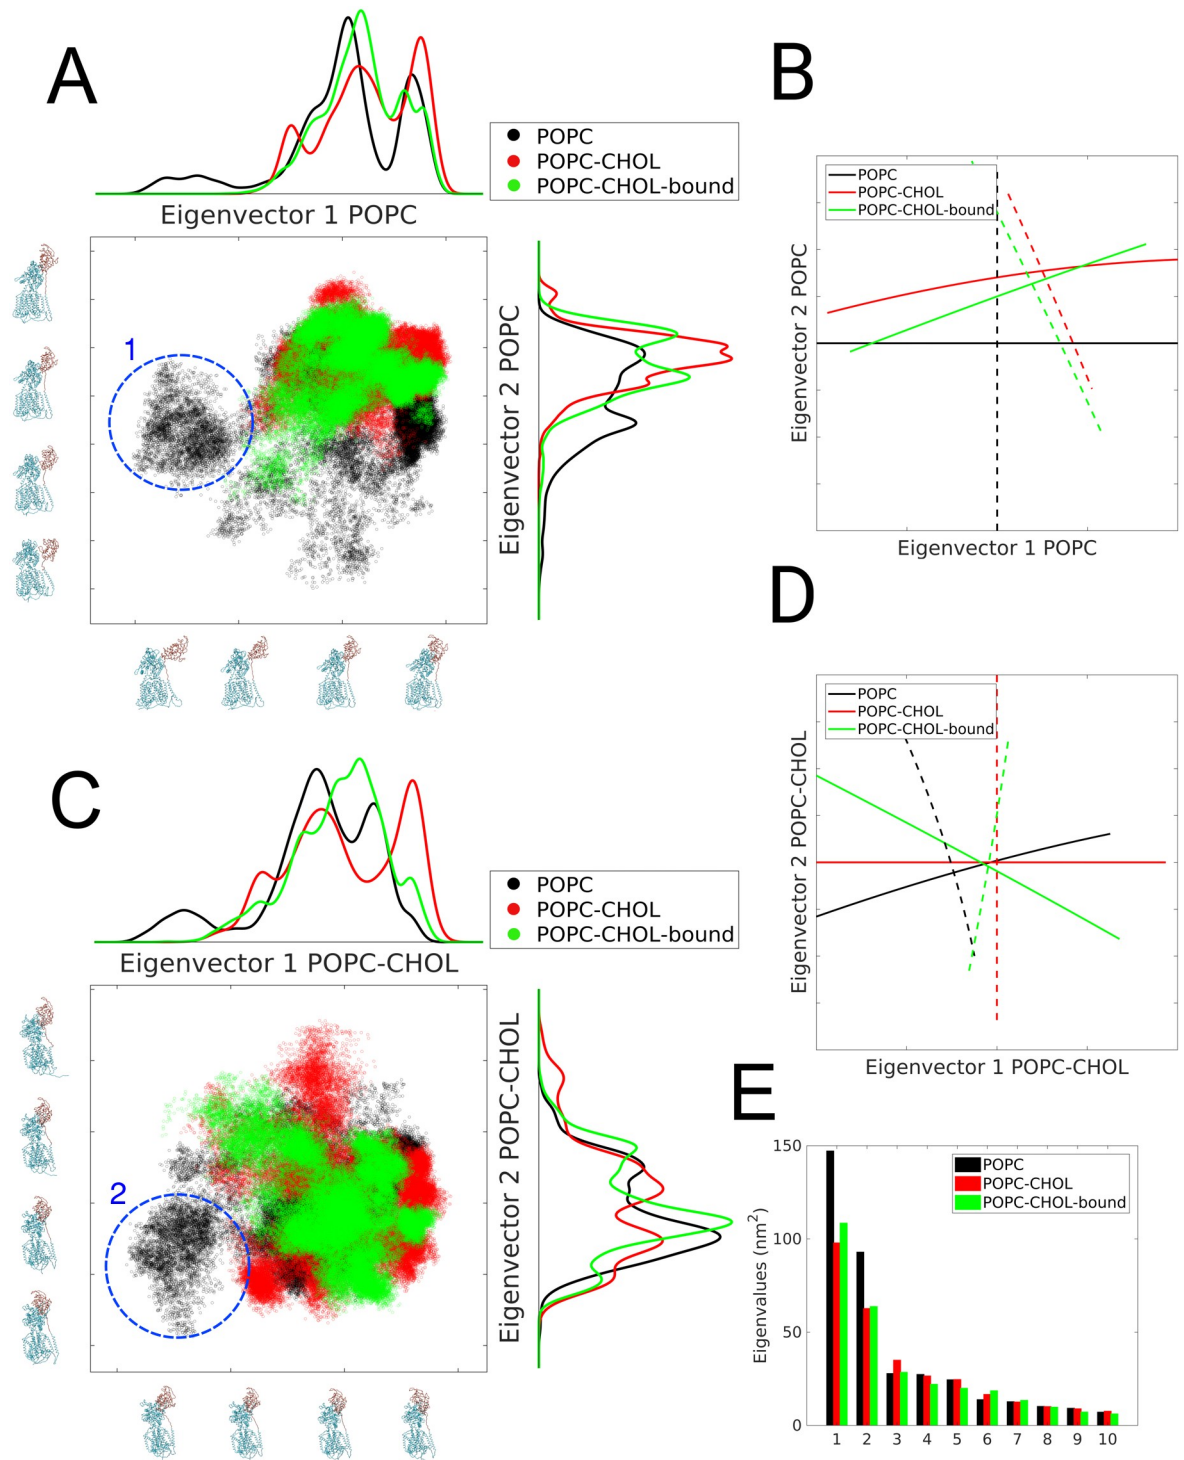 A
POPC
POPC-CHOL
POPC-CHOL-bound
Eigenvector 1 POPC
1
Eigenvector 2 POPC
B
POPC
POPC-CHOL
POPC-CHOL-bound
Eigenvector 2 POPC
Eigenvector 1 POPC
C
POPC
POPC-CHOL
POPC-CHOL-bound
Eigenvector 1 POPC-CHOL
2
Eigenvector 2 POPC-CHOL
D
POPC
POPC-CHOL
POPC-CHOL-bound
Eigenvector 2 POPC-CHOL
Eigenvector 1 POPC-CHOL
E
150
100
50
0
Eigenvalues (nm²)
POPC
POPC-CHOL
POPC-CHOL-bound
1 2 3 4 5 6 7 8 9 10